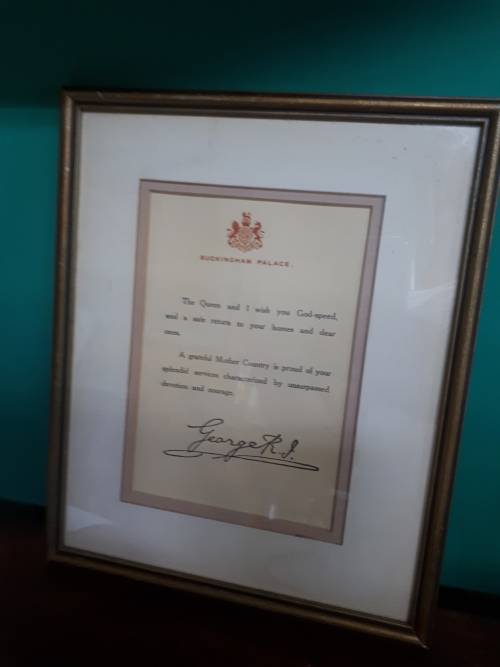 BUCKINGHAM PALACE.
The Queen and I wish you God-speed,
and a safe return to your homes and dear
ones.
A grateful Mother Country is proud of your
splendid services characterized by unsurpassed
devotion and courage.
George R.I.